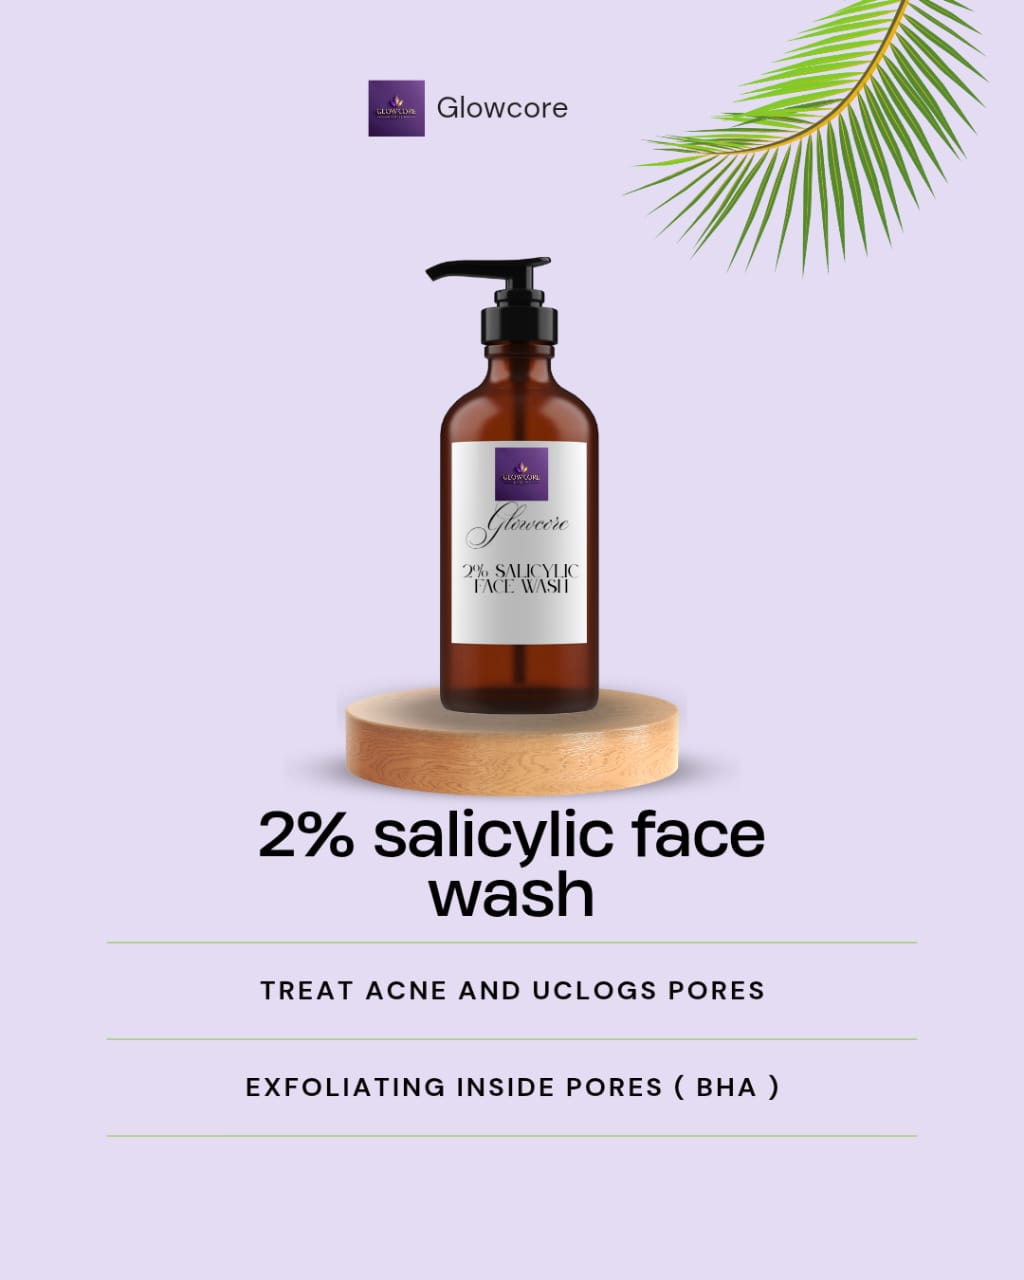 GLOWCORE
Glowcore
GLOWCORE
Glowcore
2% SALICYLIC
FACE WASH
2% salicylic face
wash
TREAT ACNE AND UCLOGS PORES
EXFOLIATING INSIDE PORES ( BHA )